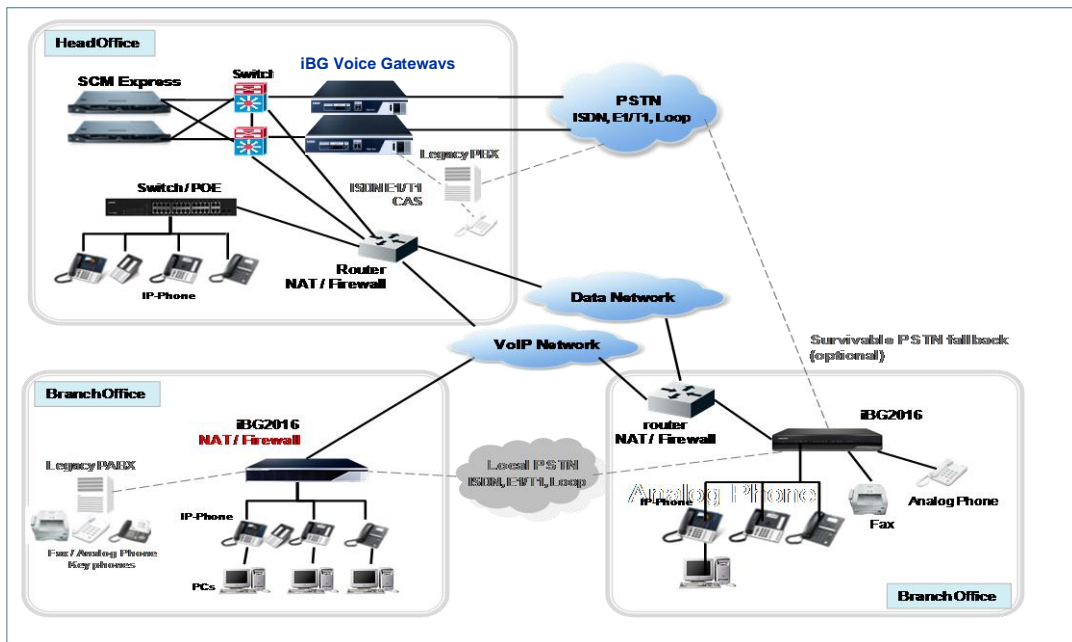 HeadOffice
SCM Express
Switch
iBG Voice Gateways
PSTN
ISDN, E1/T1, Loop
Legacy PBX
ISDN E1/T1
CAS
Switch/POE
IP-Phone
Router
NAT / Firewall
Data Network
VoIP Network
Survivable PSTN fallback
(optional)
BranchOffice
iBG2016
NAT / Firewall
Legacy PABX
Fax / Analog Phone
Key phones
IP-Phone
PCs
Local PSTN
ISDN, E1/T1, Loop
router
NAT / Firewall
iBG2016
Analog Phone
IP-Phone
Fax
Analog Phone
BranchOffice